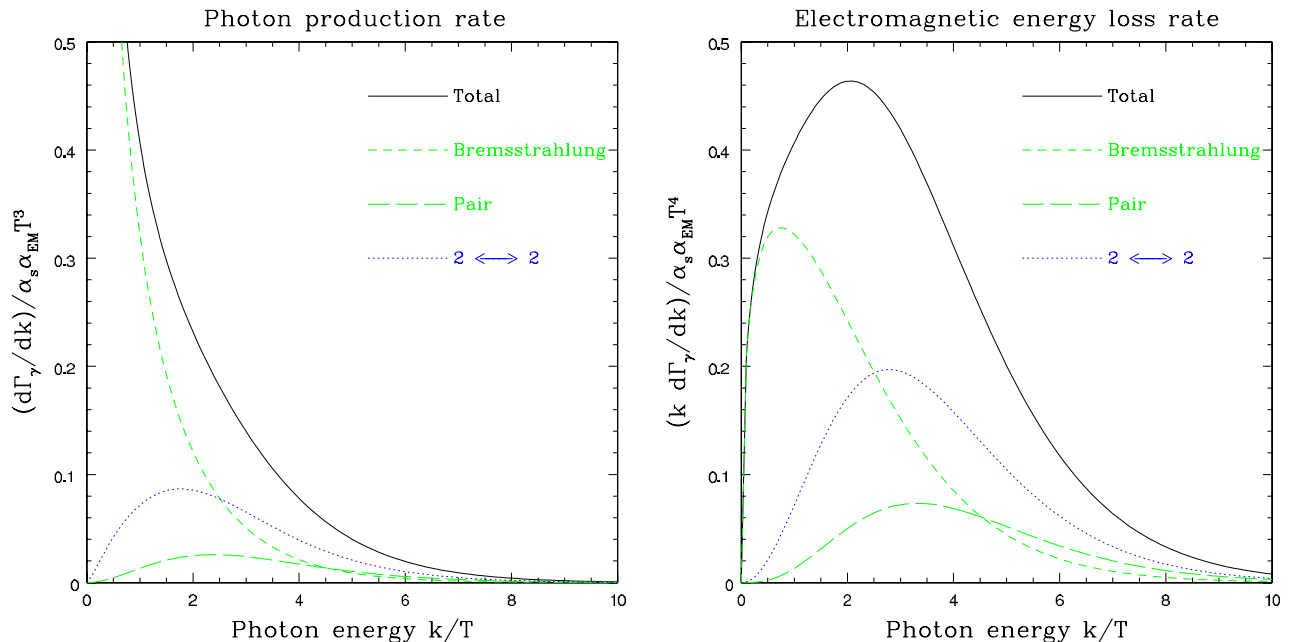 Photon production rate
(dΓγ/dk)/αsαEMT³
0.5
0.4
0.3
0.2
0.1
0
Total
Bremsstrahlung
Pair
2 ⟷ 2
0 2 4 6 8 10
Photon energy k/T
Electromagnetic energy loss rate
(k dΓγ/dk)/αsαEMT⁴
0.5
0.4
0.3
0.2
0.1
0
Total
Bremsstrahlung
Pair
2 ⟷ 2
0 2 4 6 8 10
Photon energy k/T